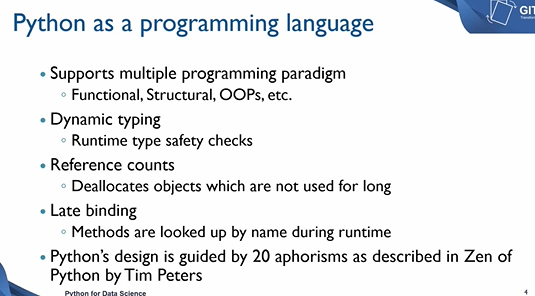 Python as a programming language
GIT
• Supports multiple programming paradigm
◦ Functional, Structural, OOPs, etc.
• Dynamic typing
◦ Runtime type safety checks
• Reference counts
◦ Deallocates objects which are not used for long
• Late binding
◦ Methods are looked up by name during runtime
• Python's design is guided by 20 aphorisms as described in Zen of
Python by Tim Peters
Python for Data Science
4